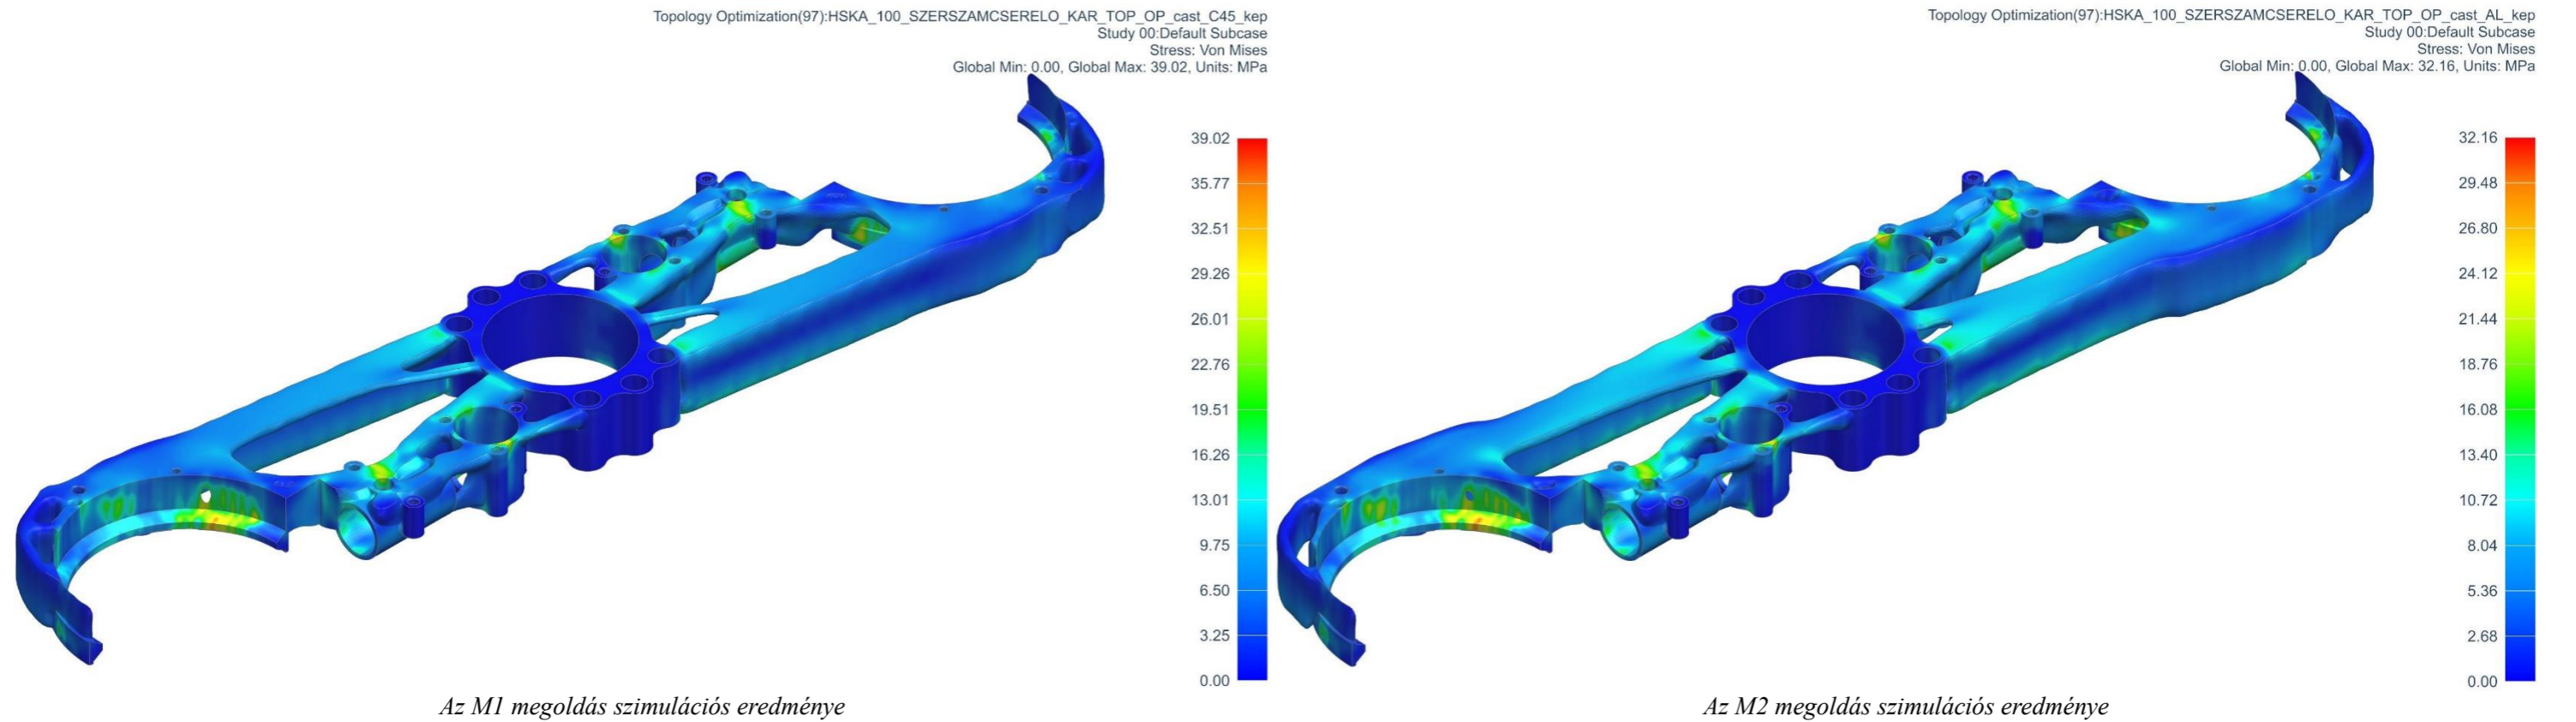 Topology Optimization(97):HSKA_100_SZERSZAMCSERELO_KAR_TOP_OP_cast_C45_kep
Study 00:Default Subcase
Stress: Von Mises
Global Min: 0.00, Global Max: 39.02, Units: MPa
39.02
35.77
32.51
29.26
26.01
22.76
19.51
16.26
13.01
9.75
6.50
3.25
0.00
Az M1 megoldás szimulációs eredménye
Topology Optimization(97):HSKA_100_SZERSZAMCSERELO_KAR_TOP_OP_cast_AL_kep
Study 00:Default Subcase
Stress: Von Mises
Global Min: 0.00, Global Max: 32.16, Units: MPa
32.16
29.48
26.80
24.12
21.44
18.76
16.08
13.40
10.72
8.04
5.36
2.68
0.00
Az M2 megoldás szimulációs eredménye